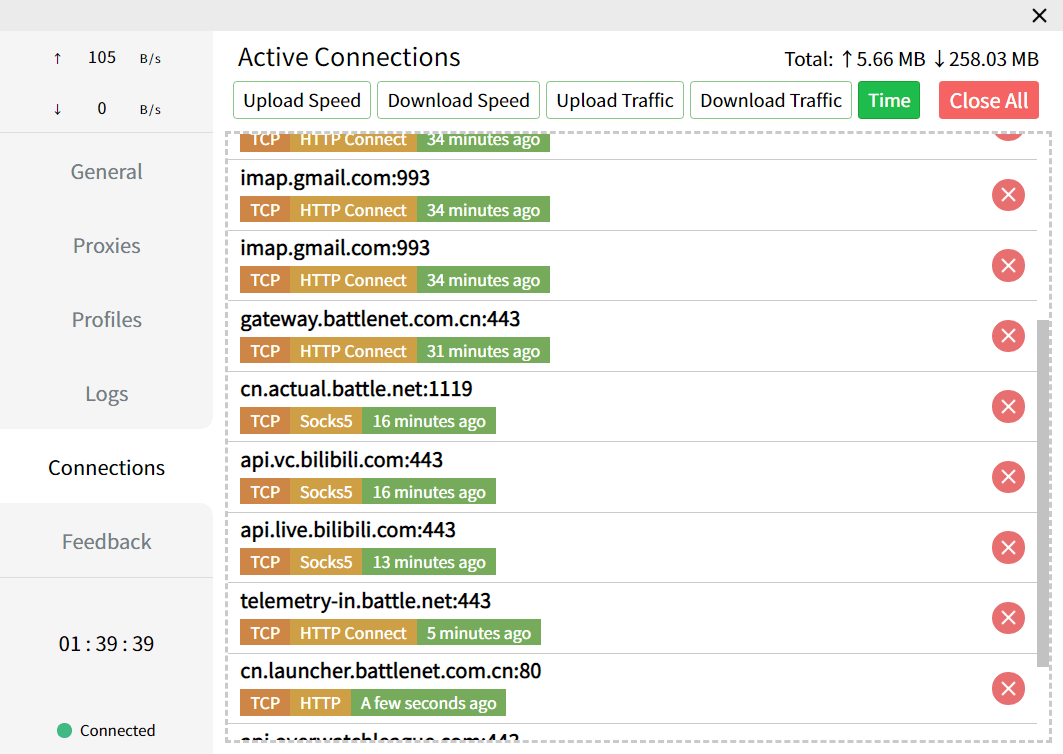 ↑ 105 B/s
↓ 0 B/s
General
Proxies
Profiles
Logs
Connections
Feedback
01 : 39 : 39
Connected
Active Connections
Total: ↑ 5.66 MB ↓ 258.03 MB
Upload Speed Download Speed Upload Traffic Download Traffic Time Close All
TCP HTTP Connect 34 minutes ago
imap.gmail.com:993
TCP HTTP Connect 34 minutes ago
imap.gmail.com:993
TCP HTTP Connect 34 minutes ago
gateway.battlenet.com.cn:443
TCP HTTP Connect 31 minutes ago
cn.actual.battle.net:1119
TCP Socks5 16 minutes ago
api.vc.bilibili.com:443
TCP Socks5 16 minutes ago
api.live.bilibili.com:443
TCP Socks5 13 minutes ago
telemetry-in.battle.net:443
TCP HTTP Connect 5 minutes ago
cn.launcher.battlenet.com.cn:80
TCP HTTP A few seconds ago
api.overwatchleague.com:443